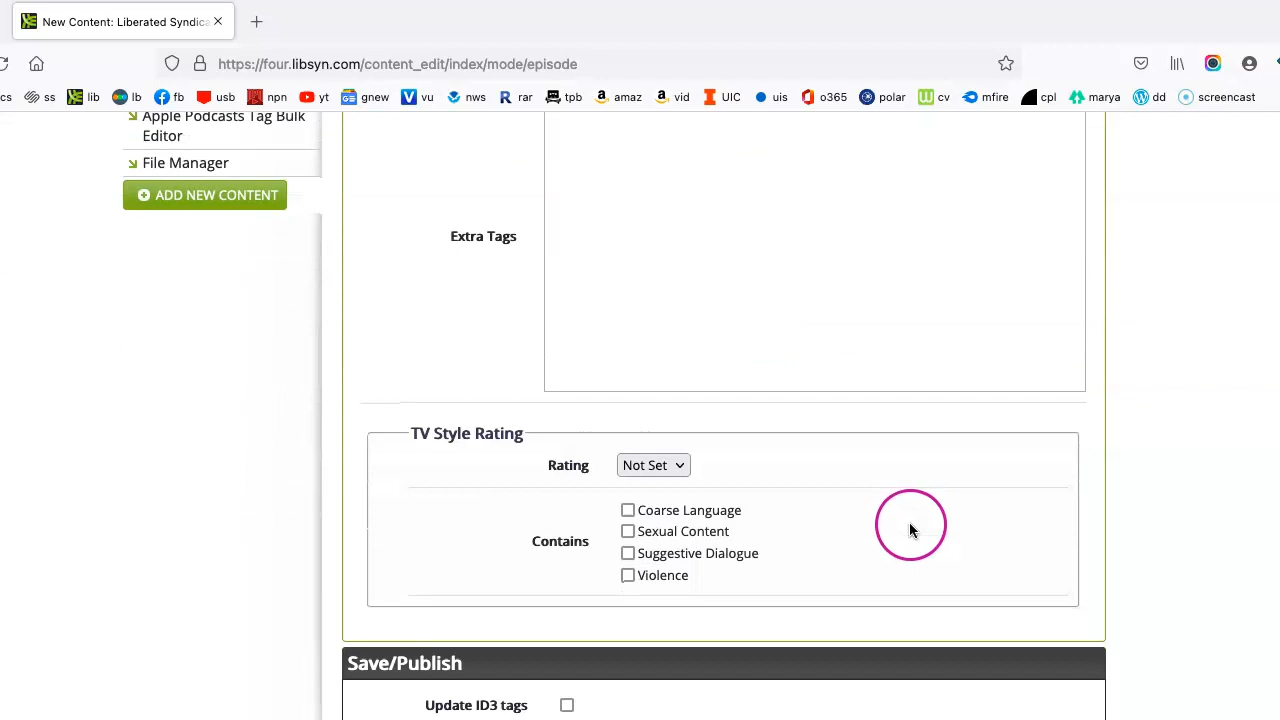 New Content: Liberated Syndica
https://four.libsyn.com/content_edit/index/mode/episode
cs ss lib lb fb usb npn yt gnew vu nws rar tpb amaz vid UIC uis o365 polar cv mfire cpl marya dd screencast
Apple Podcasts Tag Bulk
Editor
File Manager
ADD NEW CONTENT
Extra Tags
TV Style Rating
Rating Not Set
Coarse Language
Sexual Content
Contains
Suggestive Dialogue
Violence
Save/Publish
Update ID3 tags